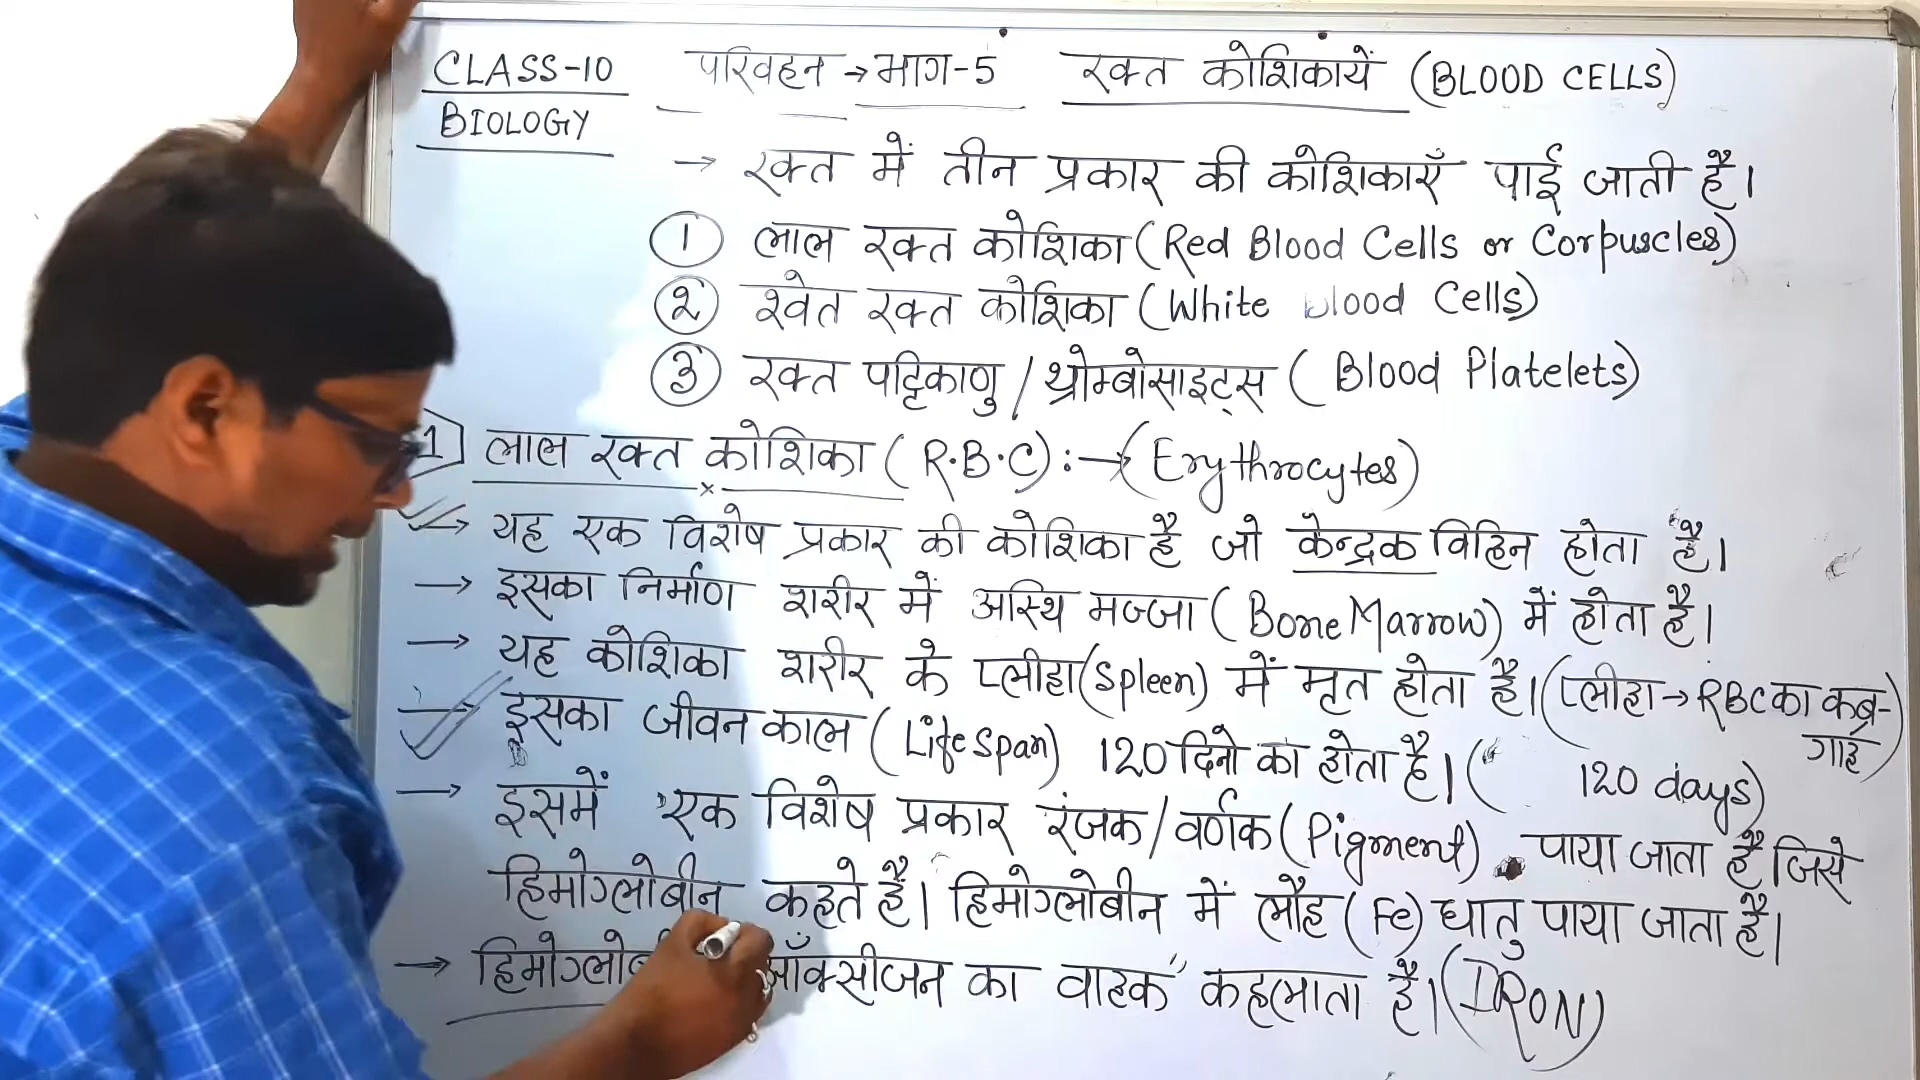 CLASS-10 परिवहन → भाग-5 रक्त कोशिकायें (BLOOD CELLS)
BIOLOGY
→ रक्त में तीन प्रकार की कोशिकाएँ पाई जाती हैं।
① लाल रक्त कोशिका (Red Blood Cells or Corpuscles)
② श्वेत रक्त कोशिका (White Blood Cells)
③ रक्त पट्टिकाणु / थ्रोम्बोसाइट्स (Blood Platelets)
1] लाल रक्त कोशिका (R.B.C) :→ (Erythrocytes)
→ यह एक विशेष प्रकार की कोशिका है जो केन्द्रक विहिन होता है।
→ इसका निर्माण शरीर में अस्थि मज्जा (Bone Marrow) में होता है।
→ यह कोशिका शरीर के प्लीहा (Spleen) में मृत होता है। (प्लीहा → RBC का कब्र-
गाह)
→ इसका जीवन काल (Life Span) 120 दिनो का होता है। ( 120 days)
→ इसमें एक विशेष प्रकार रंजक / वर्णक (Pigment) पाया जाता है जिसे
हिमोग्लोबीन कहते हैं। हिमोग्लोबीन में लौह (Fe) धातु पाया जाता है।
→ ऑक्सीजन का वाहक" कहलाता है। (IRON)